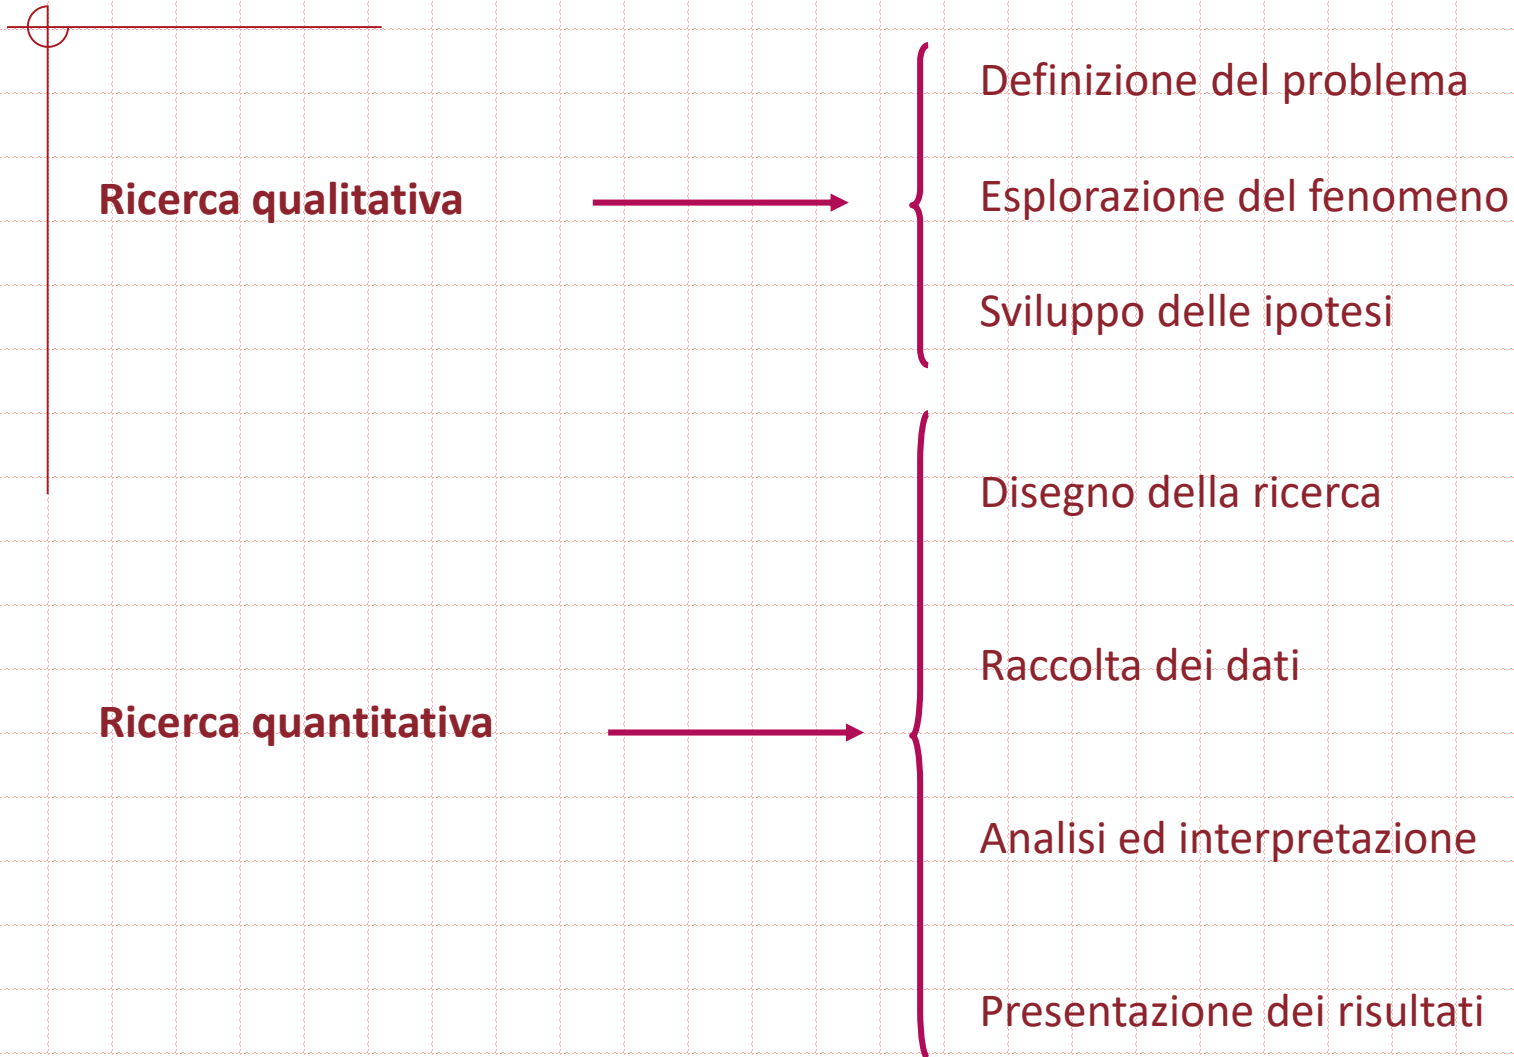 Ricerca qualitativa
Definizione del problema
Esplorazione del fenomeno
Sviluppo delle ipotesi
Ricerca quantitativa
Disegno della ricerca
Raccolta dei dati
Analisi ed interpretazione
Presentazione dei risultati